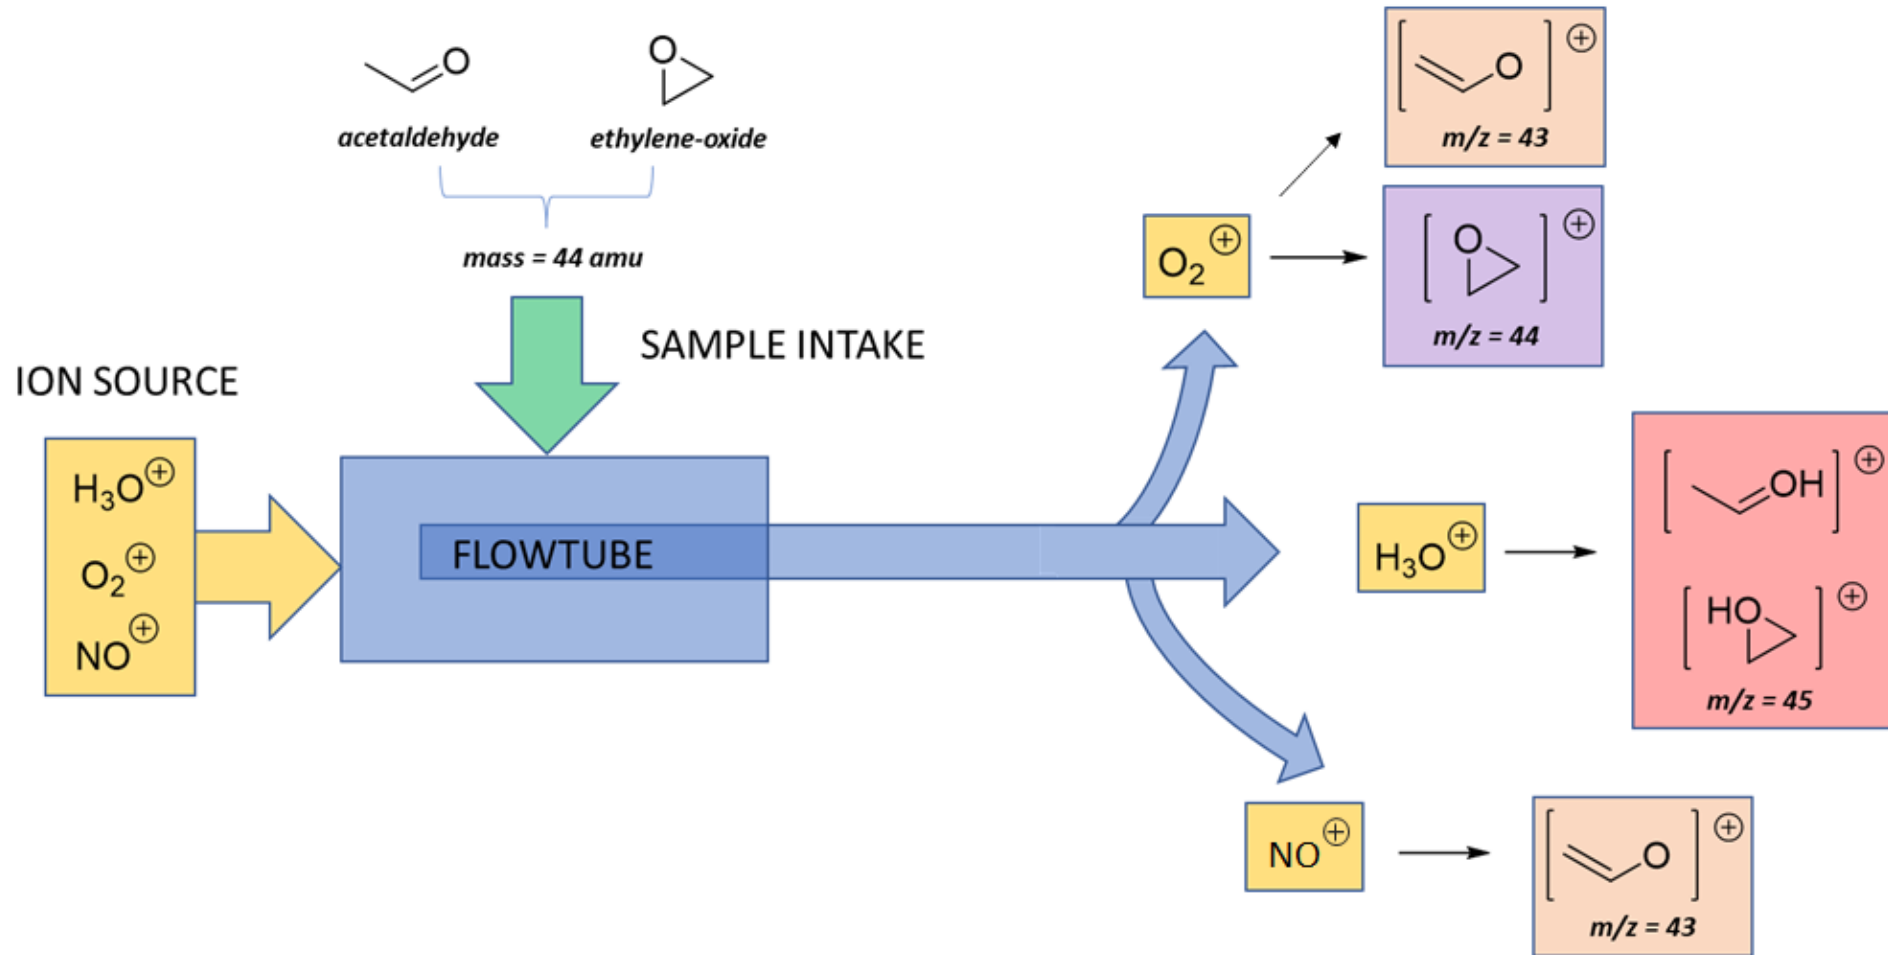 acetaldehyde
ethylene-oxide
O
O
mass = 44 amu
SAMPLE INTAKE
ION SOURCE
H₃O⊕
O₂⊕
NO⊕
FLOWTUBE
O₂⊕
[O]⊕
m/z = 43
[O]⊕
m/z = 44
H₃O⊕
[OH]⊕
[HO]⊕
m/z = 45
NO⊕
[O]⊕
m/z = 43